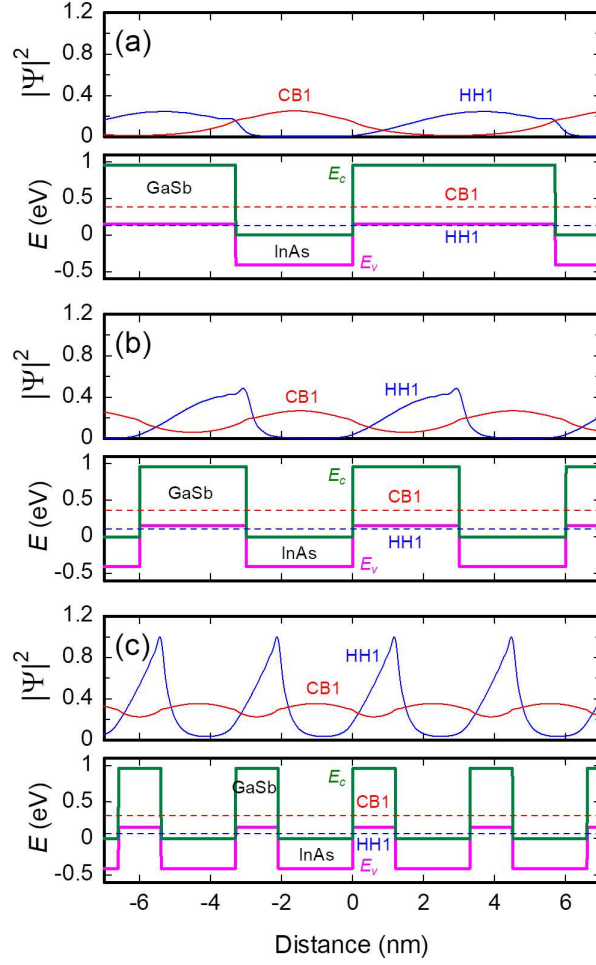 (a)
|Ψ|²
1.2
0.8
0.4
0
CB1
HH1
E (eV)
1
0.5
0
-0.5
GaSb
E_c
CB1
HH1
InAs
E_v
(b)
|Ψ|²
1.2
0.8
0.4
0
CB1
HH1
E (eV)
1
0.5
0
-0.5
GaSb
E_c
CB1
HH1
InAs
E_v
(c)
|Ψ|²
1.2
0.8
0.4
0
HH1
CB1
E (eV)
1
0.5
0
-0.5
GaSb
E_c
CB1
HH1
InAs
E_v
-6 -4 -2 0 2 4 6
Distance (nm)